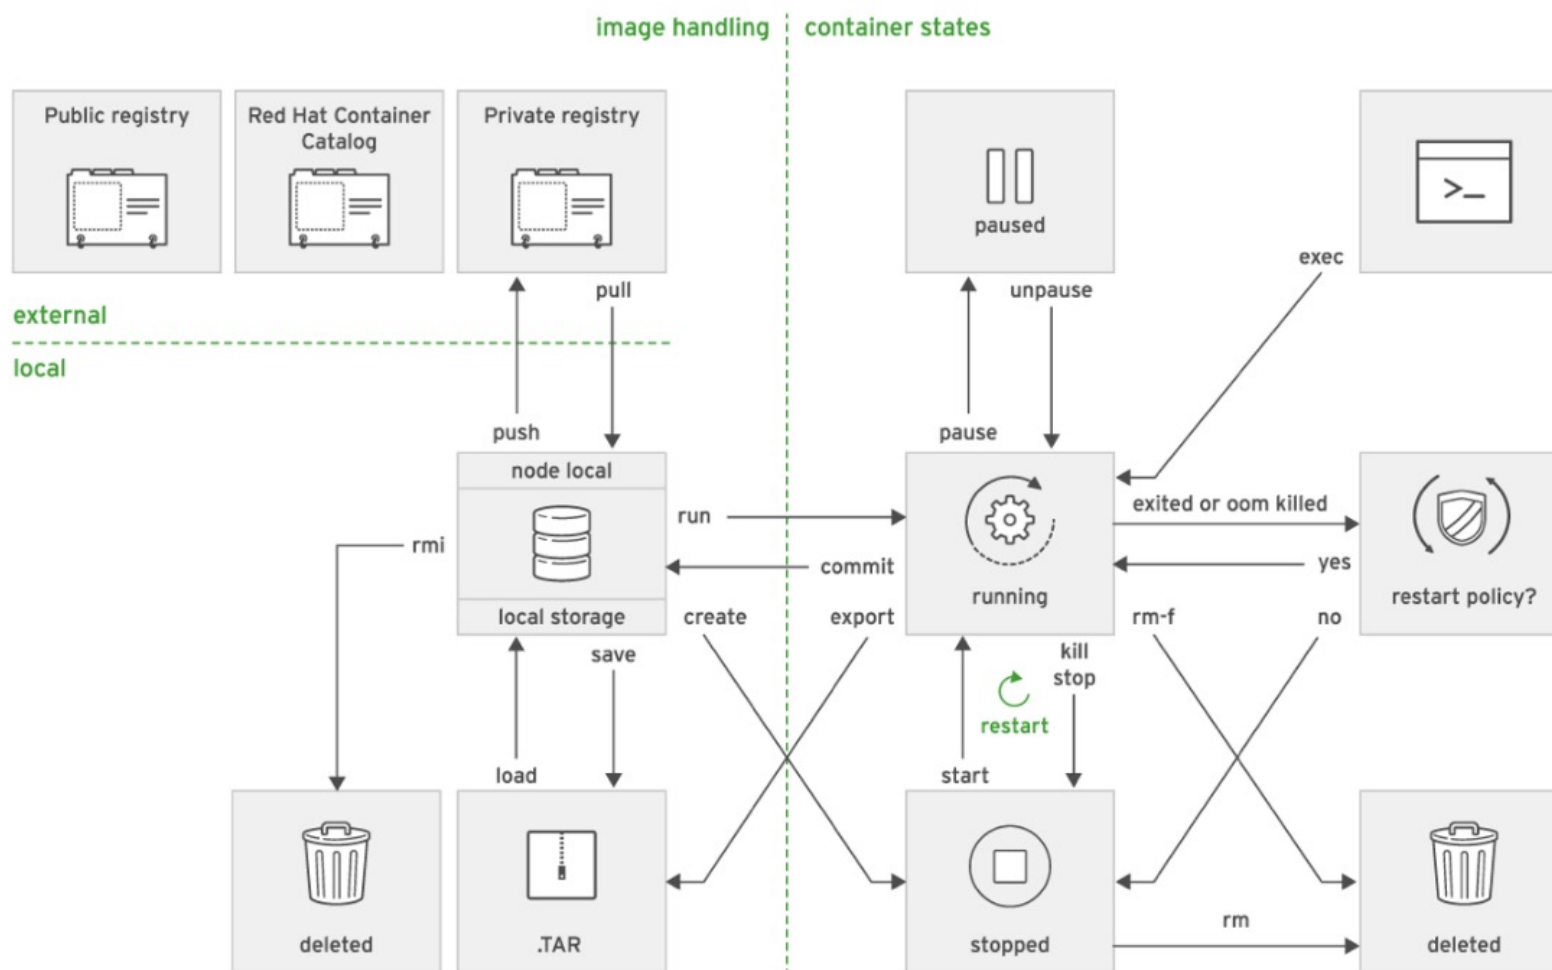 image handling
container states
Public registry
Red Hat Container
Catalog
Private registry
>_
paused
exec
pull
unpause
external
local
push
pause
node local
run
exited or oom killed
rmi
commit
yes
running
restart policy?
local storage
create
export
rm-f
no
save
kill
stop
restart
load
start
rm
deleted
.TAR
stopped
deleted